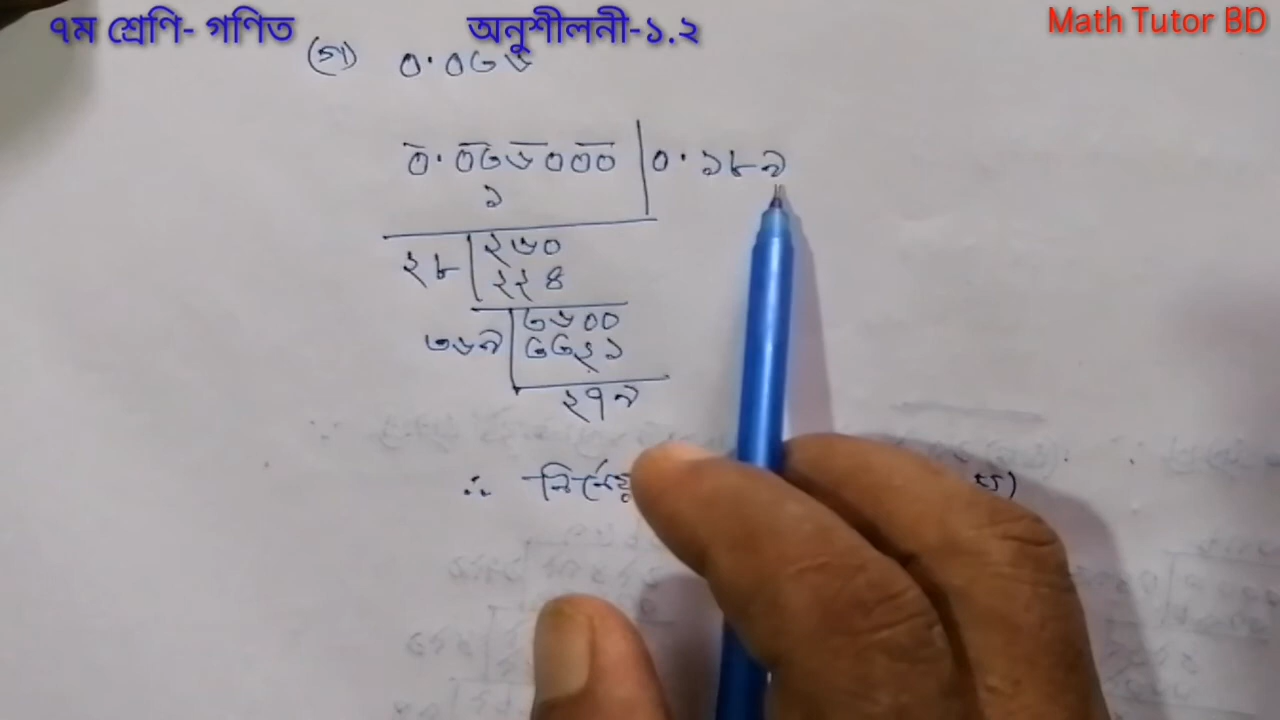 ৭ম শ্রেণি- গণিত
অনুশীলনী-১.২
Math Tutor BD
(গ) ০.০৩৬
০.০৩৬০০০ | ০.১৮৯
১
২৮ | ২৬০
২২৪
৩৬৯ | ৩৬০০
৩৩২১
২৭৯
∴ নির্ণেয়